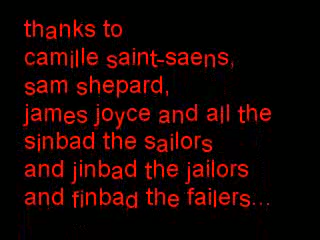 thanks to
camille saint-saens,
sam shepard,
james joyce and all the
sinbad the sailors
and jinbad the jailors
and finbad the failers...